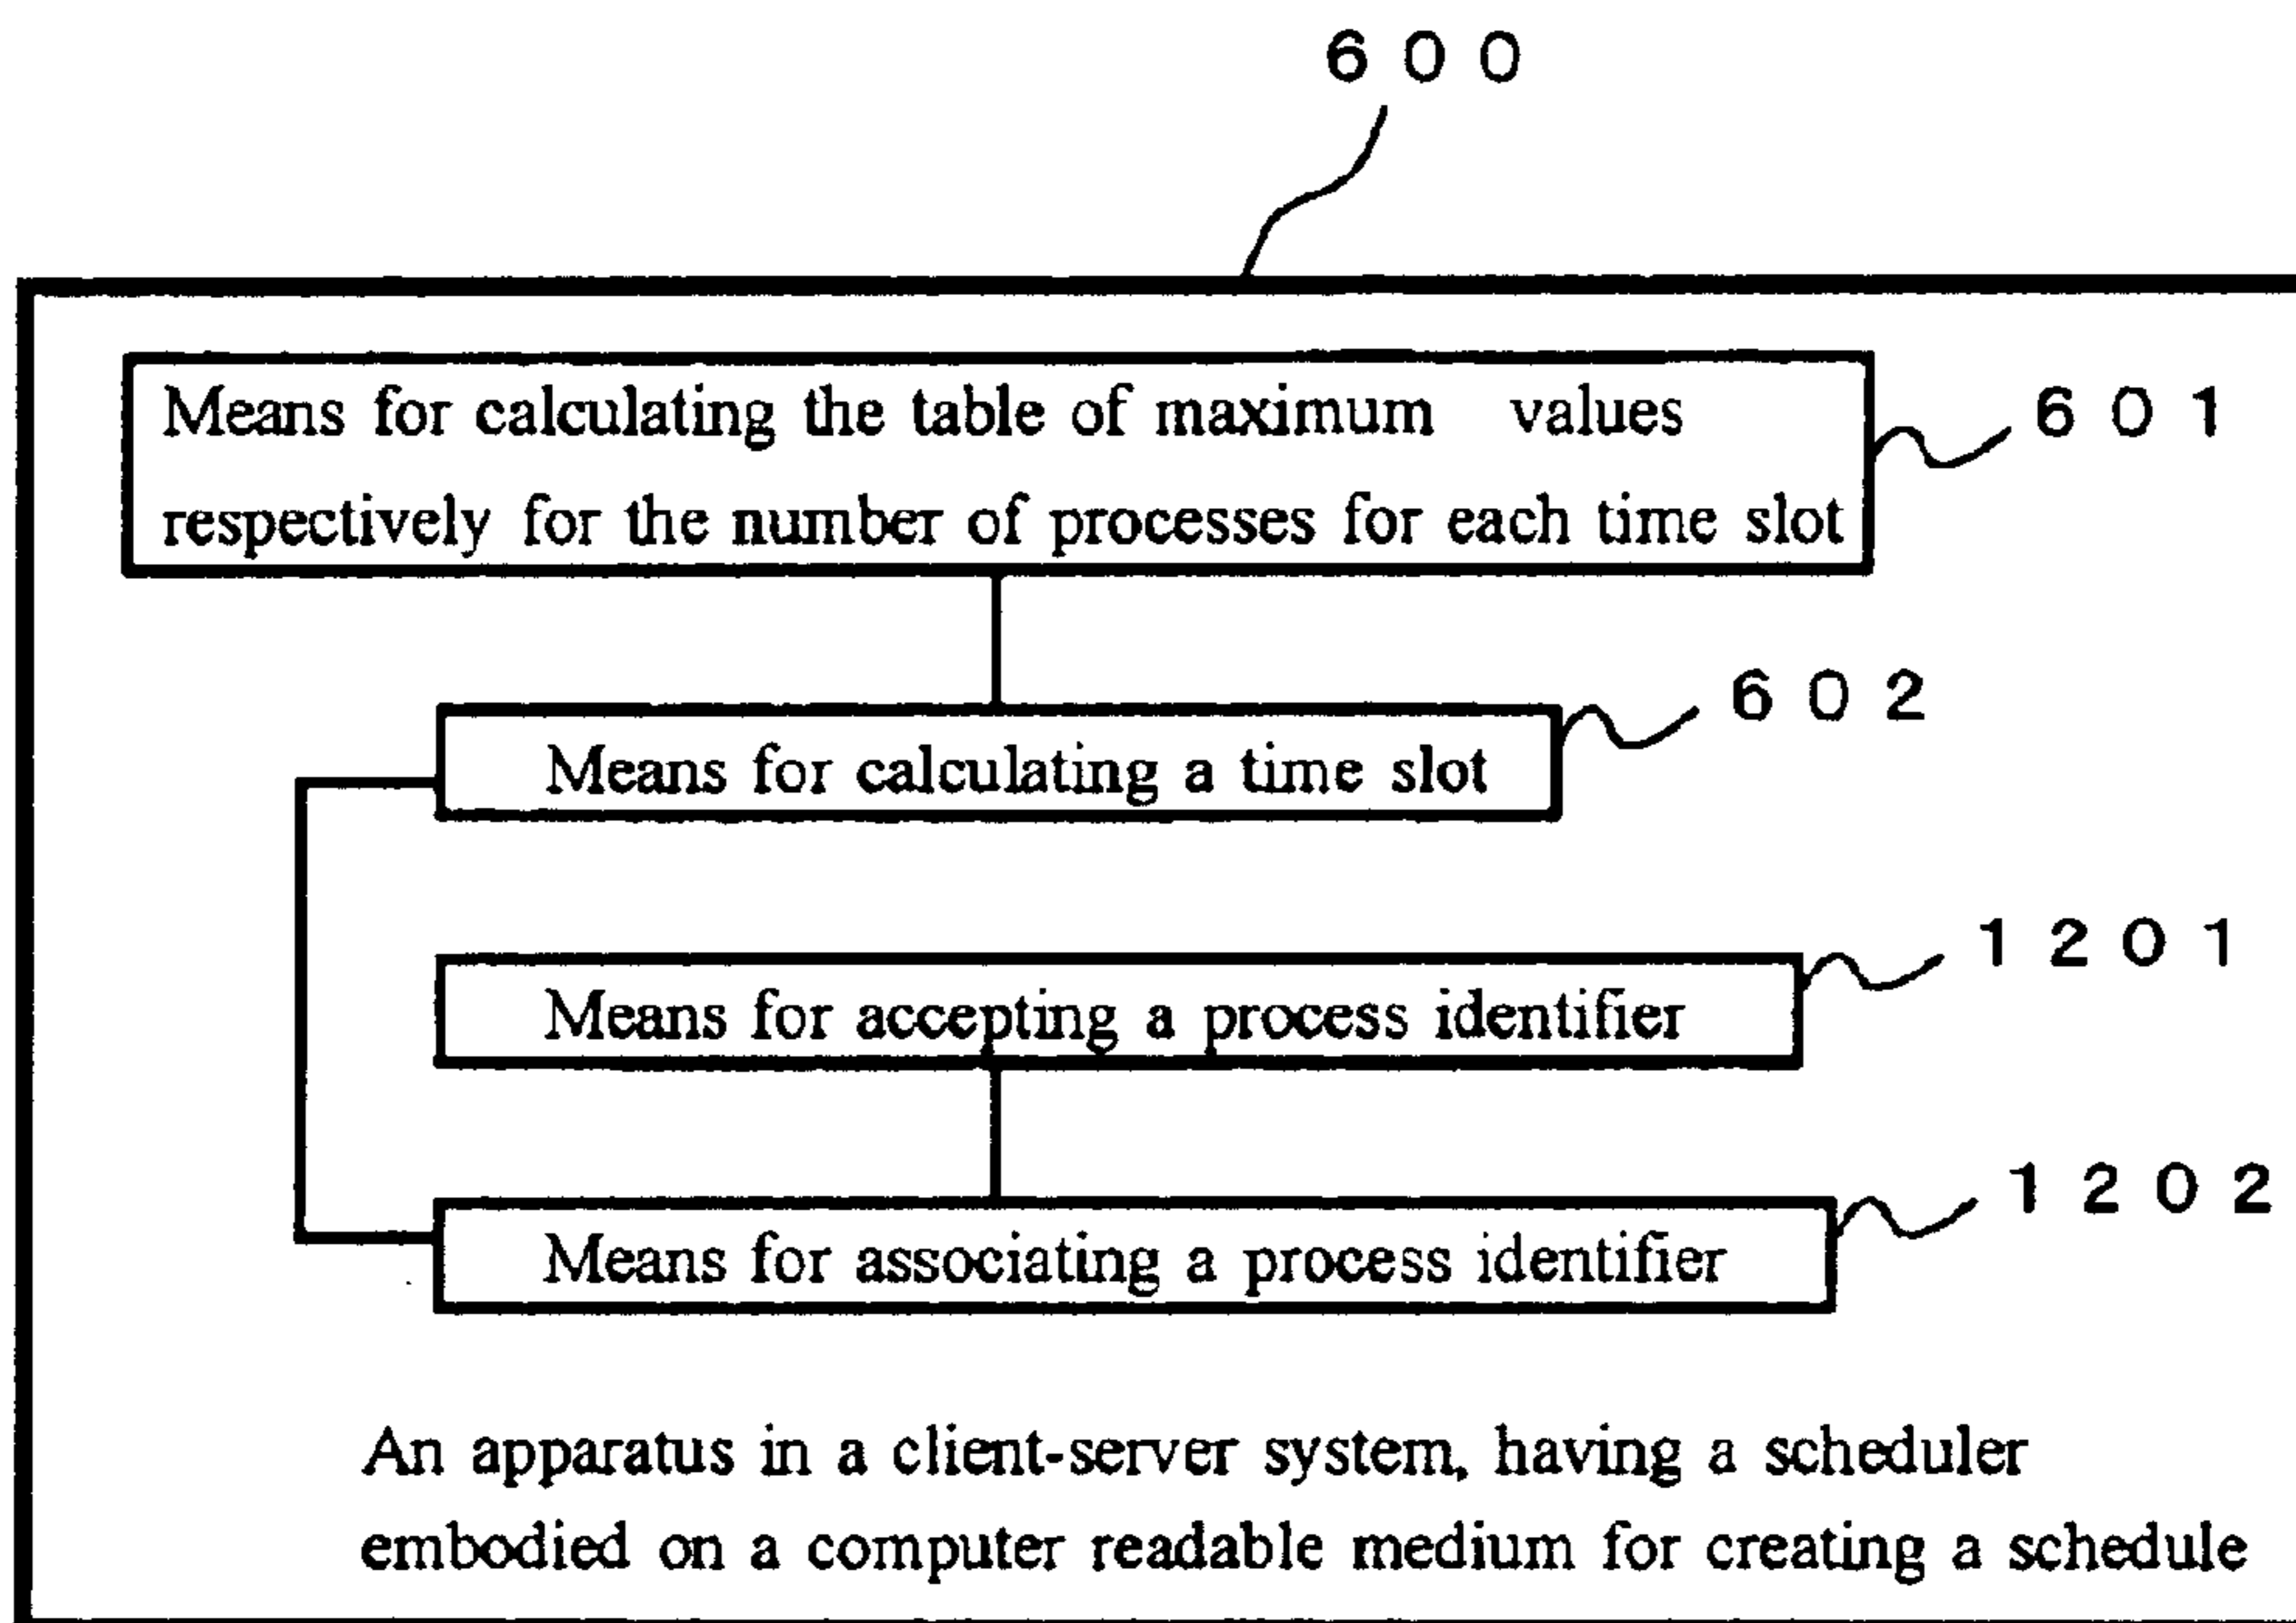 600
Means for calculating the table of maximum values
respectively for the number of processes for each time slot
601
602
Means for calculating a time slot
1201
Means for accepting a process identifier
1202
Means for associating a process identifier
An apparatus in a client-server system, having a scheduler
embodied on a computer readable medium for creating a schedule